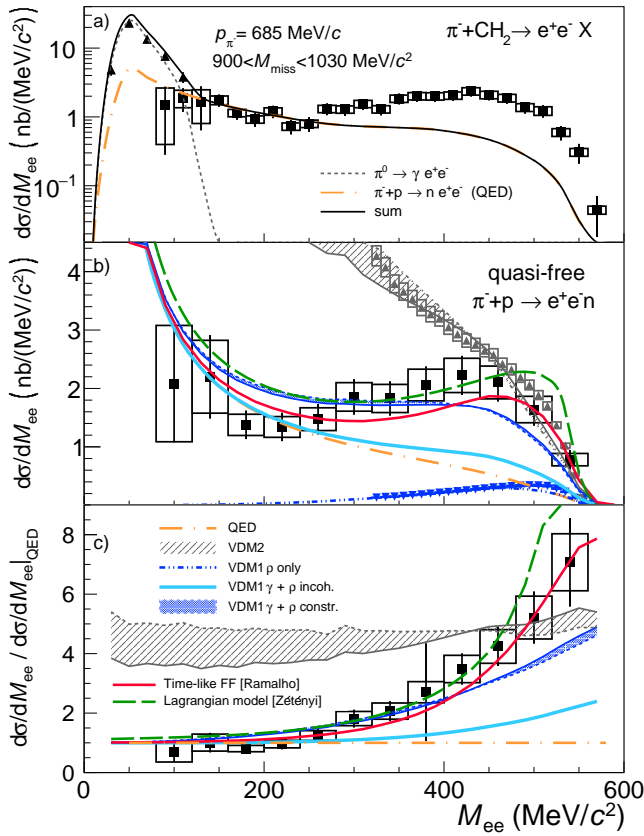 a)
p_π- = 685 MeV/c
900<M_miss<1030 MeV/c²
π⁻+CH₂→ e⁺e⁻ X
dσ/dM_ee { nb/(MeV/c²) }
10
1
10⁻¹
π⁰ → γ e⁺e⁻
π⁻+p → n e⁺e⁻ (QED)
sum
b)
quasi-free
π⁻+p → e⁺e⁻n
dσ/dM_ee { nb/(MeV/c²) }
4
3
2
1
c)
QED
VDM2
VDM1 ρ only
VDM1 γ + ρ incoh.
VDM1 γ + ρ constr.
Time-like FF [Ramalho]
Lagrangian model [Zétényi]
dσ/dM_ee / dσ/dM_ee|_QED
8
6
4
2
1
0
0 200 400 600
M_ee (MeV/c²)